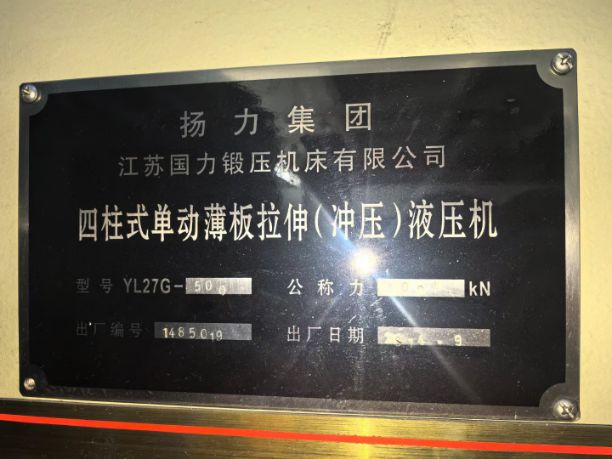 扬力集团
江苏国力锻压机床有限公司
四柱式单动薄板拉伸(冲压)液压机
型号 YL27G- 公称力 kN
出厂编号 1485019 出厂日期